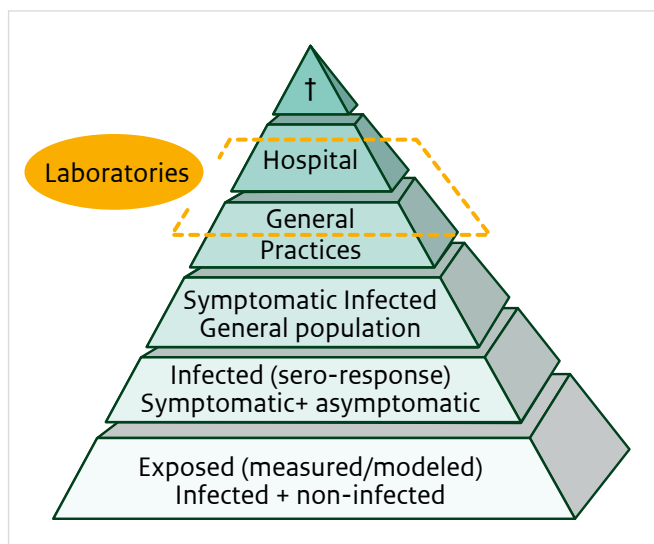 †
Hospital
Laboratories
General
Practices
Symptomatic Infected
General population
Infected (sero-response)
Symptomatic+ asymptomatic
Exposed (measured/modeled)
Infected + non-infected